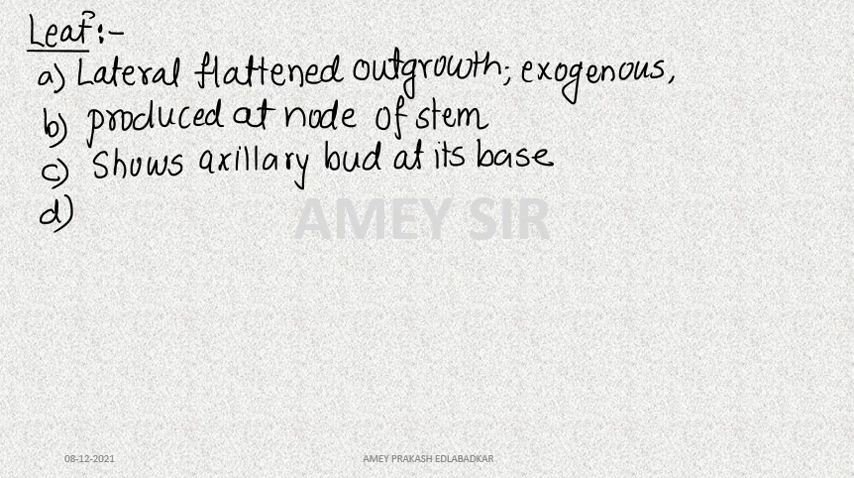 Leaf:-
a) Lateral flattened outgrowth; exogenous,
b) produced at node of stem
c) Shows axillary bud at its base
d)
AMEY SIR
08-12-2021 AMEY PRAKASH EDLABADKAR